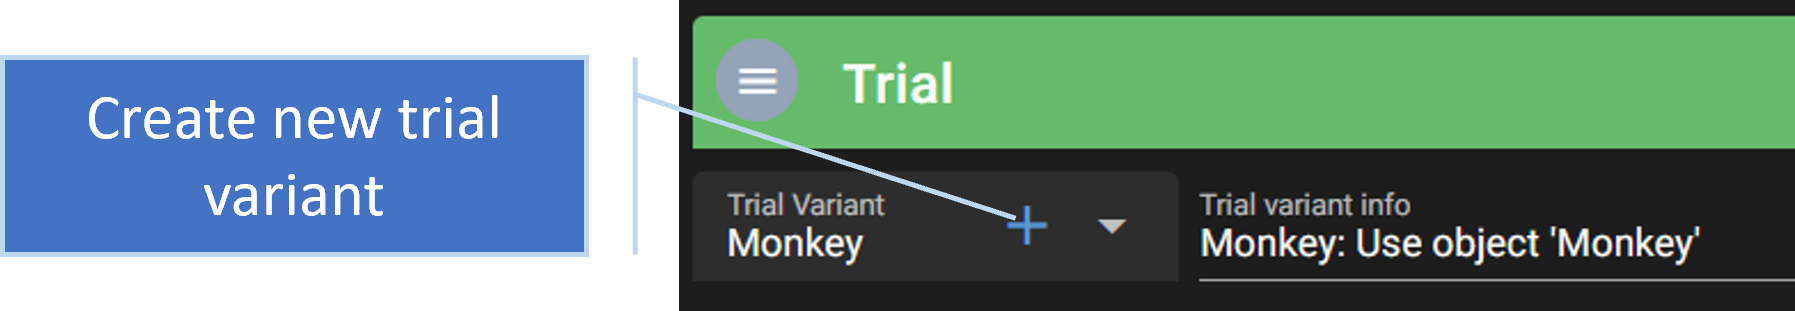 Create new trial
variant
Trial
Trial Variant
Monkey
Trial variant info
Monkey: Use object 'Monkey'